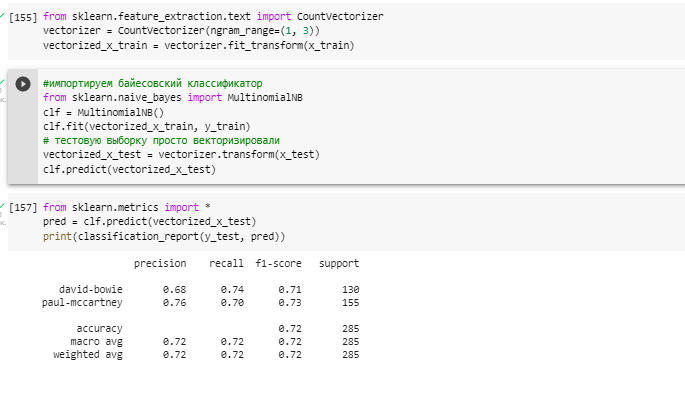 [155] from sklearn.feature_extraction.text import CountVectorizer
vectorizer = CountVectorizer(ngram_range=(1, 3))
vectorized_x_train = vectorizer.fit_transform(x_train)
#импортируем байесовский классификатор
from sklearn.naive_bayes import MultinomialNB
clf = MultinomialNB()
clf.fit(vectorized_x_train, y_train)
# тестовую выборку просто векторизировали
vectorized_x_test = vectorizer.transform(x_test)
clf.predict(vectorized_x_test)
[157] from sklearn.metrics import *
pred = clf.predict(vectorized_x_test)
print(classification_report(y_test, pred))
precision recall f1-score support
david-bowie 0.68 0.74 0.71 130
paul-mccartney 0.76 0.70 0.73 155
accuracy 0.72 285
macro avg 0.72 0.72 0.72 285
weighted avg 0.72 0.72 0.72 285